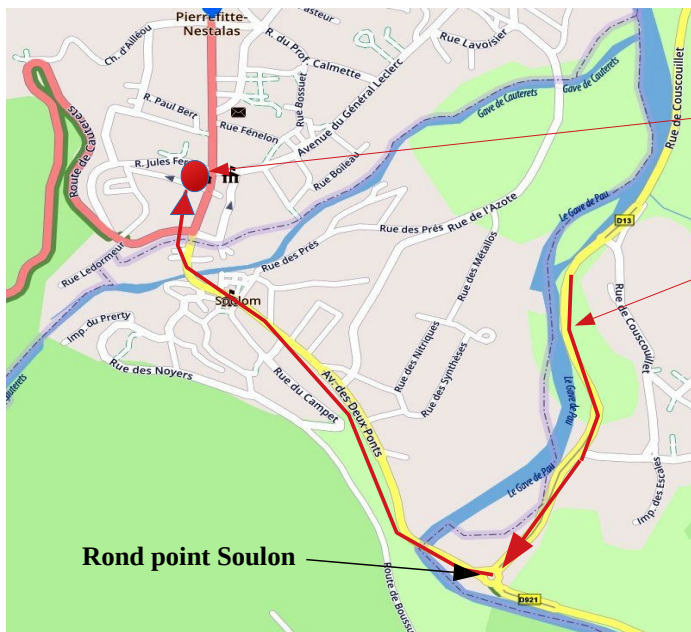 Pierrefitte-
Nestalas
Pasteur
Ch. d'Alléou
R. du Prof. Calmette
Rue Lavoisier
Rue Bossuet
Avenue du Général Leclerc
Gave de Cauterets
Gave de Cauterets
Rue de Couscouillet
R. Paul Bert
Rue Fénelon
Route de Cauterets
R. Jules Fer
Rue Boileau
Le Gave de Pau
D13
Rue de l'Azote
Rue des Prés
Rue des Prés
Rue Ledormeur
Rue des Métallos
Rue de Couscouillet
Soulom
Imp. du Prerty
Rue des Nitriques
Rue des Synthèses
Rue des Noyers
Rue du Campet
Av. des Deux Ponts
Le Gave de Pau
Cauterets
Le Gave de Pau
Imp. des Escales
Rond point Soulon
Route de Boussu
D921